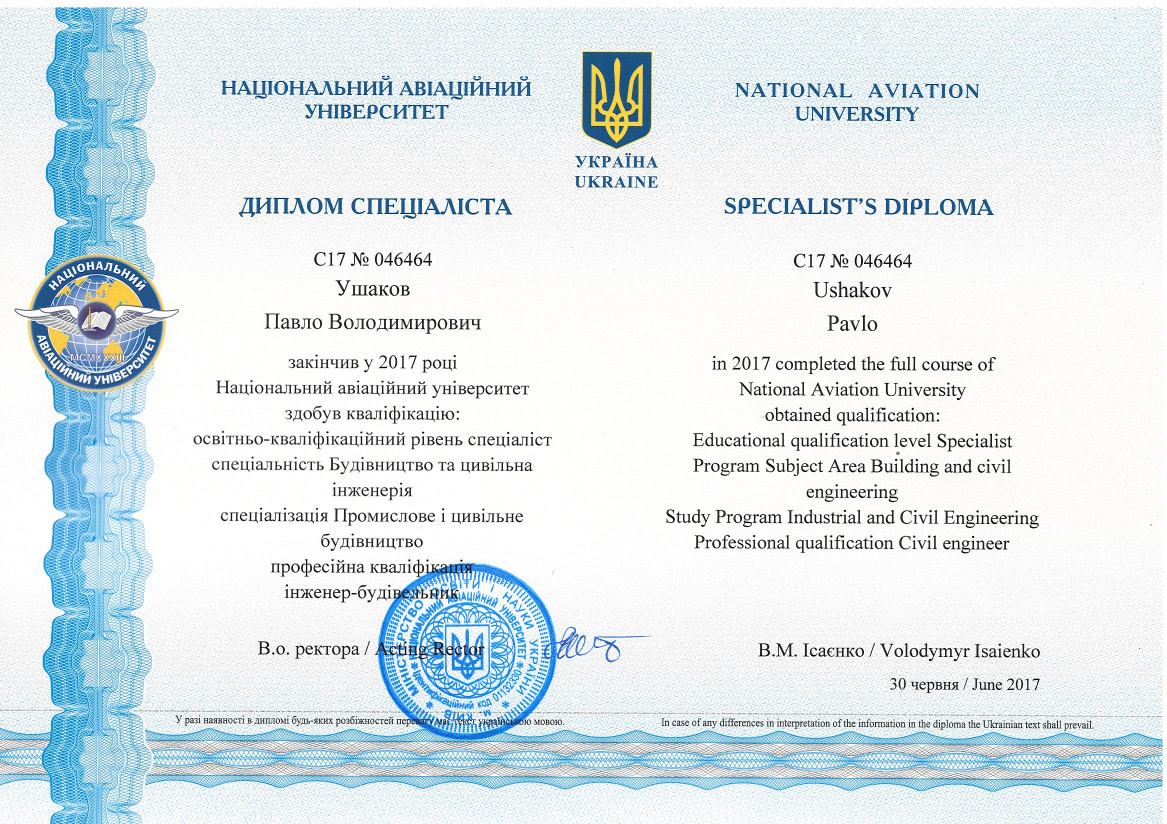 НАЦІОНАЛЬНИЙ АВІАЦІЙНИЙ
УНІВЕРСИТЕТ
УКРАЇНА
UKRAINE
NATIONAL AVIATION
UNIVERSITY
ДИПЛОМ СПЕЦІАЛІСТА
С17 № 046464
Ушаков
Павло Володимирович
закінчив у 2017 році
Національний авіаційний університет
здобув кваліфікацію:
освітньо-кваліфікаційний рівень спеціаліст
спеціальність Будівництво та цивільна
інженерія
спеціалізація Промислове і цивільне
будівництво
професійна кваліфікація
інженер-будівельник
SPECIALIST’S DIPLOMA
С17 № 046464
Ushakov
Pavlo
in 2017 completed the full course of
National Aviation University
obtained qualification:
Educational qualification level Specialist
Program Subject Area Building and civil
engineering
Study Program Industrial and Civil Engineering
Professional qualification Civil engineer
НАЦІОНАЛЬНИЙ
АВІАЦІЙНИЙ УНІВЕРСИТЕТ
MCMXXXIII
В.о. ректора / Acting Rector
В.М. Ісаєнко / Volodymyr Isaienko
30 червня / June 2017
МІНІСТЕРСТВО ОСВІТИ І НАУКИ УКРАЇНИ
м. КИЇВ
НАЦІОНАЛЬНИЙ АВІАЦІЙНИЙ УНІВЕРСИТЕТ
Ідентифікаційний код 01132330
У разі наявності в дипломі будь-яких розбіжностей перевагу має текст українською мовою.
In case of any differences in interpretation of the information in the diploma the Ukrainian text shall prevail.